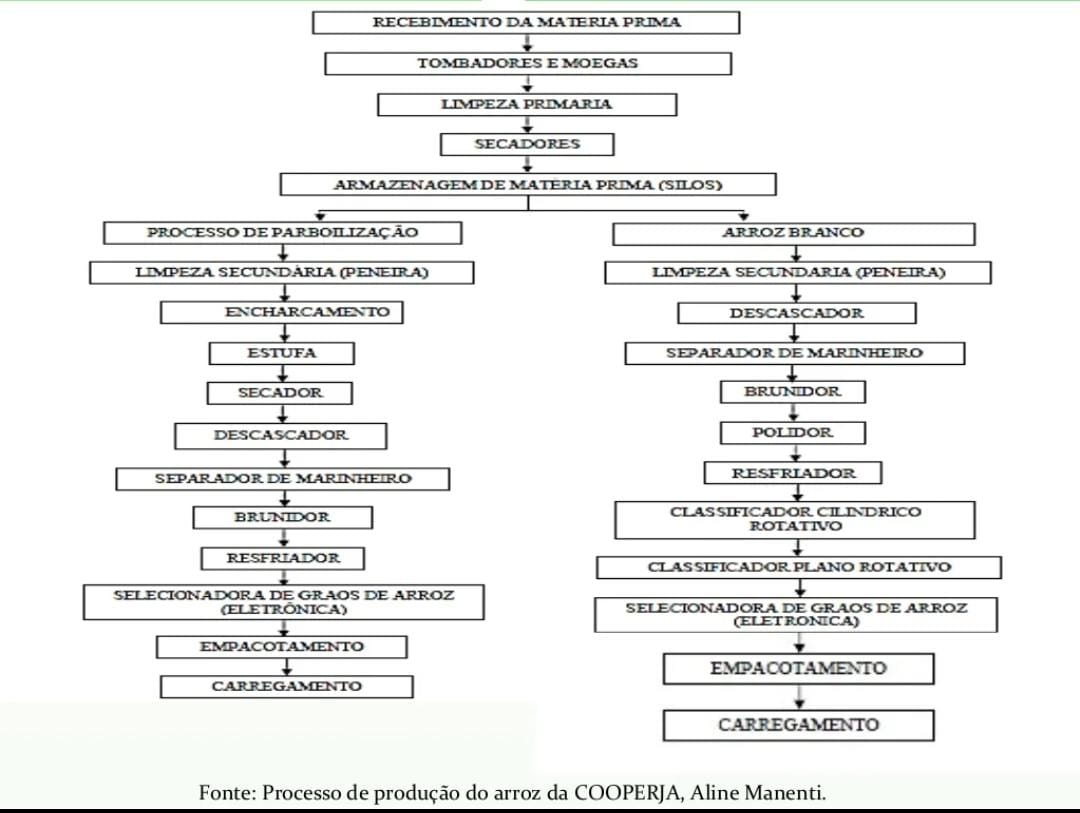 RECEBIMENTO DA MATERIA PRIMA
TOMBADORES E MOEGAS
LIMPEZA PRIMARIA
SECADORES
ARMAZENAGEM DE MATERIA PRIMA (SILOS)
PROCESSO DE PARBOILIZAÇÃO
LIMPEZA SECUNDÁRIA (PENEIRA)
ENCHARCAMENTO
ESTUFA
SECADOR
DESCASCADOR
SEPARADOR DE MARINHEIRO
BRUNIDOR
RESFRIADOR
SELECIONADORA DE GRAOS DE ARROZ
(ELETRÔNICA)
EMPACOTAMENTO
CARREGAMENTO
ARROZ BRANCO
LIMPEZA SECUNDARIA (PENEIRA)
DESCASCADOR
SEPARADOR DE MARINHEIRO
BRUNIDOR
POLIDOR
RESFRIADOR
CLASSIFICADOR CILINDRICO
ROTATIVO
CLASSIFICADOR PLANO ROTATIVO
SELECIONADORA DE GRAOS DE ARROZ
(ELETRONICA)
EMPACOTAMENTO
CARREGAMENTO
Fonte: Processo de produção do arroz da COOPERJA, Aline Manenti.